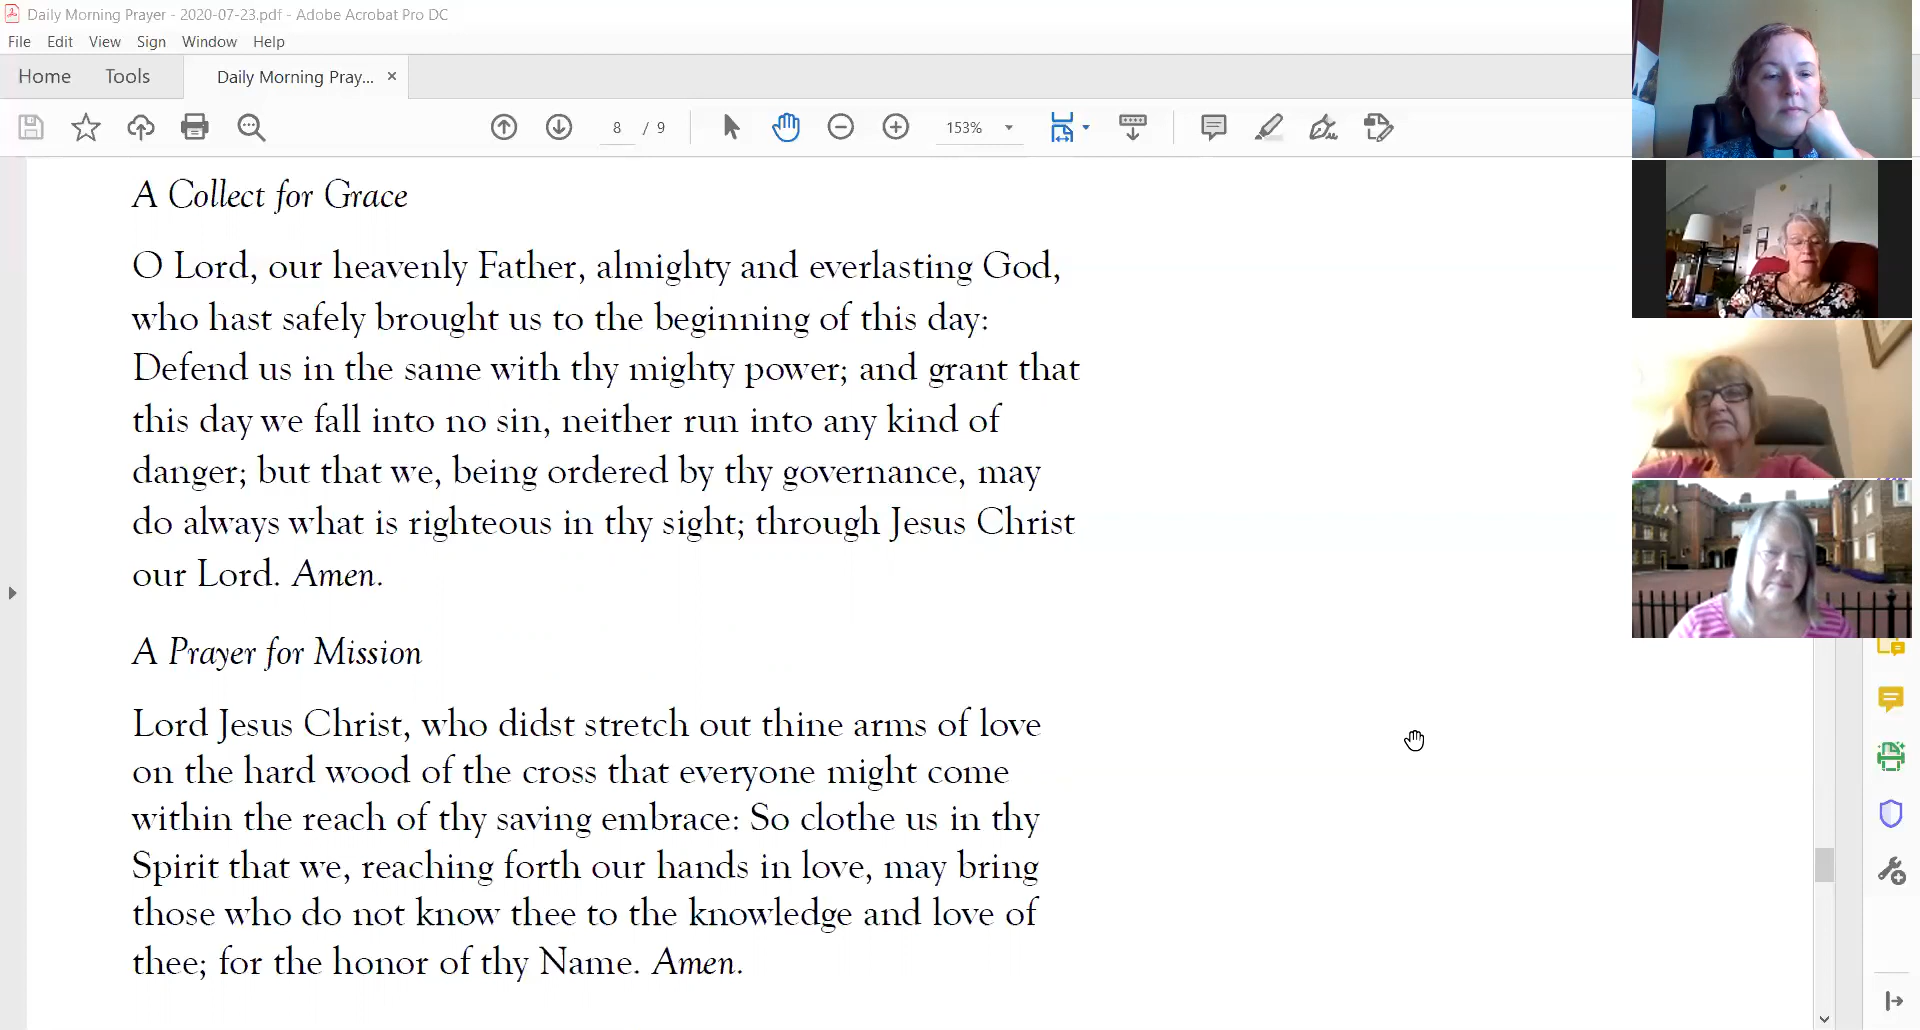 Daily Morning Prayer - 2020-07-23.pdf - Adobe Acrobat Pro DC
File Edit View Sign Window Help
Home Tools Daily Morning Pray... ×
8 / 9 153%
A Collect for Grace
O Lord, our heavenly Father, almighty and everlasting God,
who hast safely brought us to the beginning of this day:
Defend us in the same with thy mighty power; and grant that
this day we fall into no sin, neither run into any kind of
danger; but that we, being ordered by thy governance, may
do always what is righteous in thy sight; through Jesus Christ
our Lord. Amen.
A Prayer for Mission
Lord Jesus Christ, who didst stretch out thine arms of love
on the hard wood of the cross that everyone might come
within the reach of thy saving embrace: So clothe us in thy
Spirit that we, reaching forth our hands in love, may bring
those who do not know thee to the knowledge and love of
thee; for the honor of thy Name. Amen.